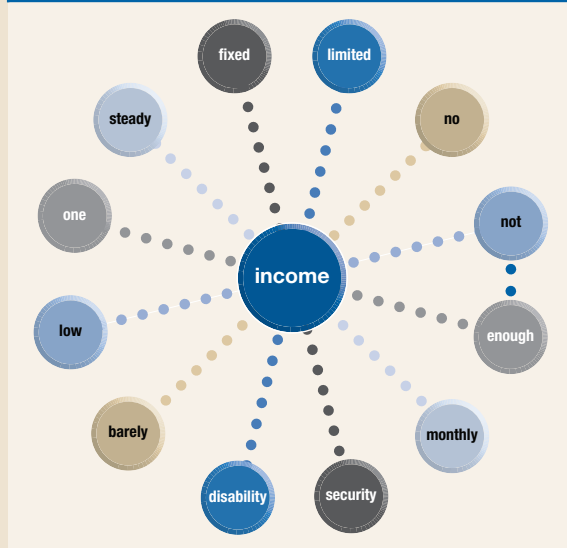 fixed
limited
steady
no
one
not
income
low
enough
barely
monthly
disability
security